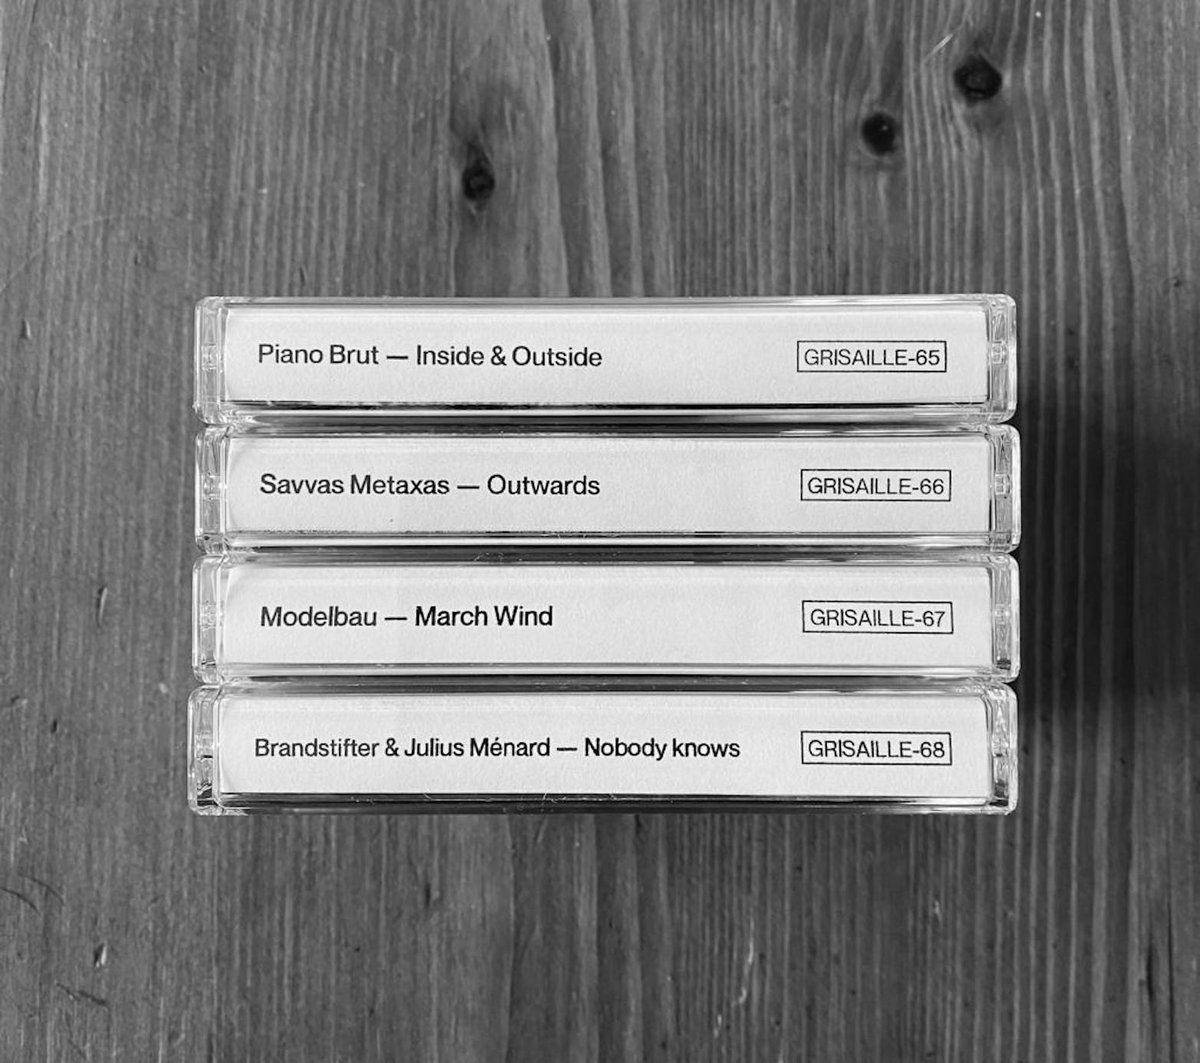 Piano Brut — Inside & Outside GRISAILLE-65
Savvas Metaxas — Outwards GRISAILLE-66
Modelbau — March Wind GRISAILLE-67
Brandstifter & Julius Ménard — Nobody knows GRISAILLE-68